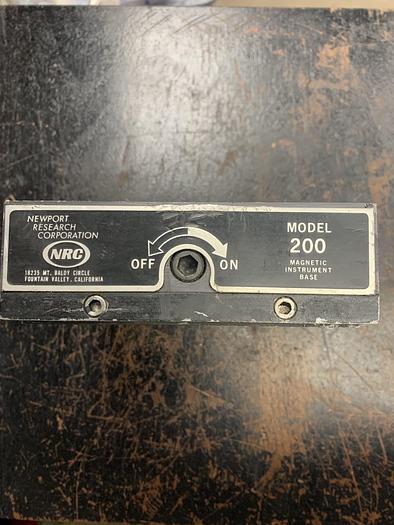 NEWPORT
RESEARCH
CORPORATION
NRC
18235 MT. BALDY CIRCLE
FOUNTAIN VALLEY, CALIFORNIA
OFF
ON
MODEL
200
MAGNETIC
INSTRUMENT
BASE